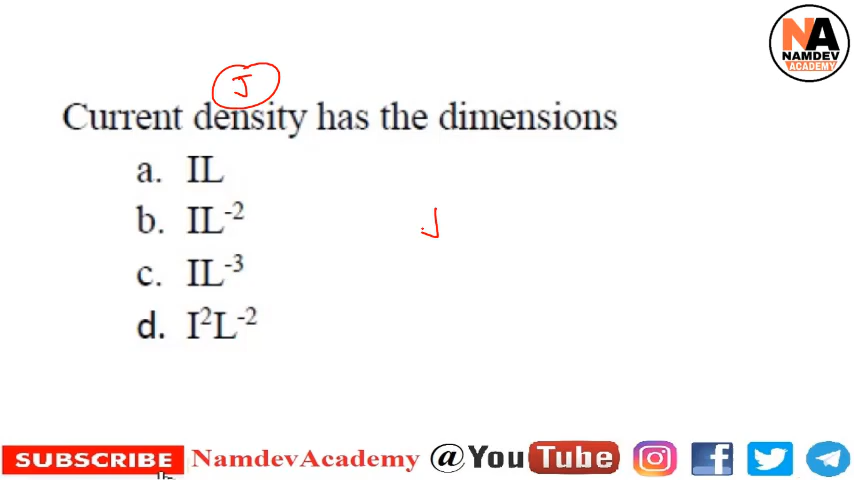 NA
NAMDEV
ACADEMY
J
Current density has the dimensions
a. IL
b. IL⁻²
c. IL⁻³
d. I²L⁻²
J
SUBSCRIBE NamdevAcademy @YouTube